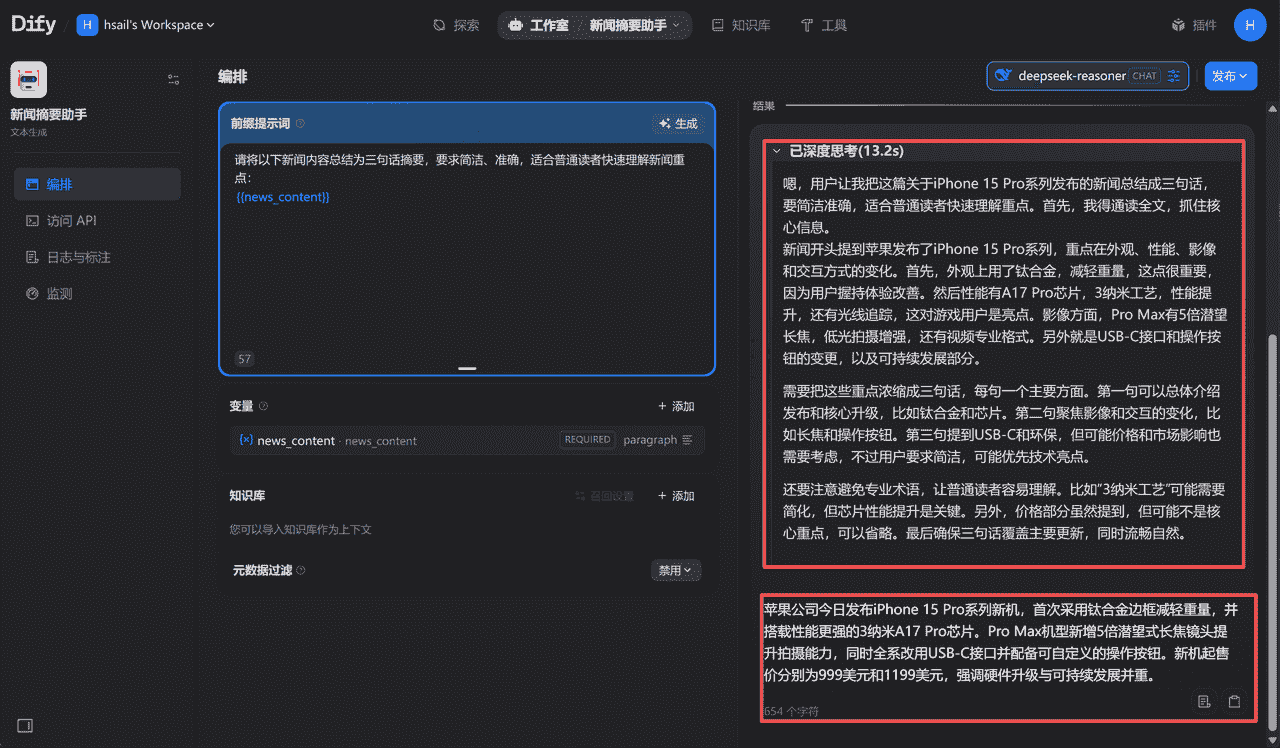 Dify
H
hsail's Workspace
探索
工作室
新闻摘要助手
知识库
工具
插件
H
新闻摘要助手
文本生成
编排
访问 API
日志与标注
监测
编排
deepseek-reasoner CHAT
发布
前缀提示词
生成
请将以下新闻内容总结为三句话摘要，要求简洁、准确，适合普通读者快速理解新闻重
点：
{{news_content}}
57
变量
+ 添加
{x} news_content · news_content
REQUIRED
paragraph
知识库
召回设置
+ 添加
您可以导入知识库作为上下文
元数据过滤
禁用
结果
已深度思考(13.2s)
嗯，用户让我把这篇关于iPhone 15 Pro系列发布的新闻总结成三句话，
要简洁准确，适合普通读者快速理解重点。首先，我得通读全文，抓住核
心信息。
新闻开头提到苹果发布了iPhone 15 Pro系列，重点在外观、性能、影像
和交互方式的变化。首先，外观上用了钛合金，减轻重量，这点很重要，
因为用户握持体验改善。然后性能有A17 Pro芯片，3纳米工艺，性能提
升，还有光线追踪，这对游戏用户是亮点。影像方面，Pro Max有5倍潜望
长焦，低光拍摄增强，还有视频专业格式。另外就是USB-C接口和操作按
钮的变更，以及可持续发展部分。
需要把这些重点浓缩成三句话，每句一个主要方面。第一句可以总体介绍
发布和核心升级，比如钛合金和芯片。第二句聚焦影像和交互的变化，比
如长焦和操作按钮。第三句提到USB-C和环保，但可能价格和市场影响也
需要考虑，不过用户要求简洁，可能优先技术亮点。
还要注意避免专业术语，让普通读者容易理解。比如"3纳米工艺"可能需要
简化，但芯片性能提升是关键。另外，价格部分虽然提到，但可能不是核
心重点，可以省略。最后确保三句话覆盖主要更新，同时流畅自然。
苹果公司今日发布iPhone 15 Pro系列新机，首次采用钛合金边框减轻重量，并
搭载性能更强的3纳米A17 Pro芯片。Pro Max机型新增5倍潜望式长焦镜头提
升拍摄能力，同时全系改用USB-C接口并配备可自定义的操作按钮。新机起售
价分别为999美元和1199美元，强调硬件升级与可持续发展并重。
654 个字符